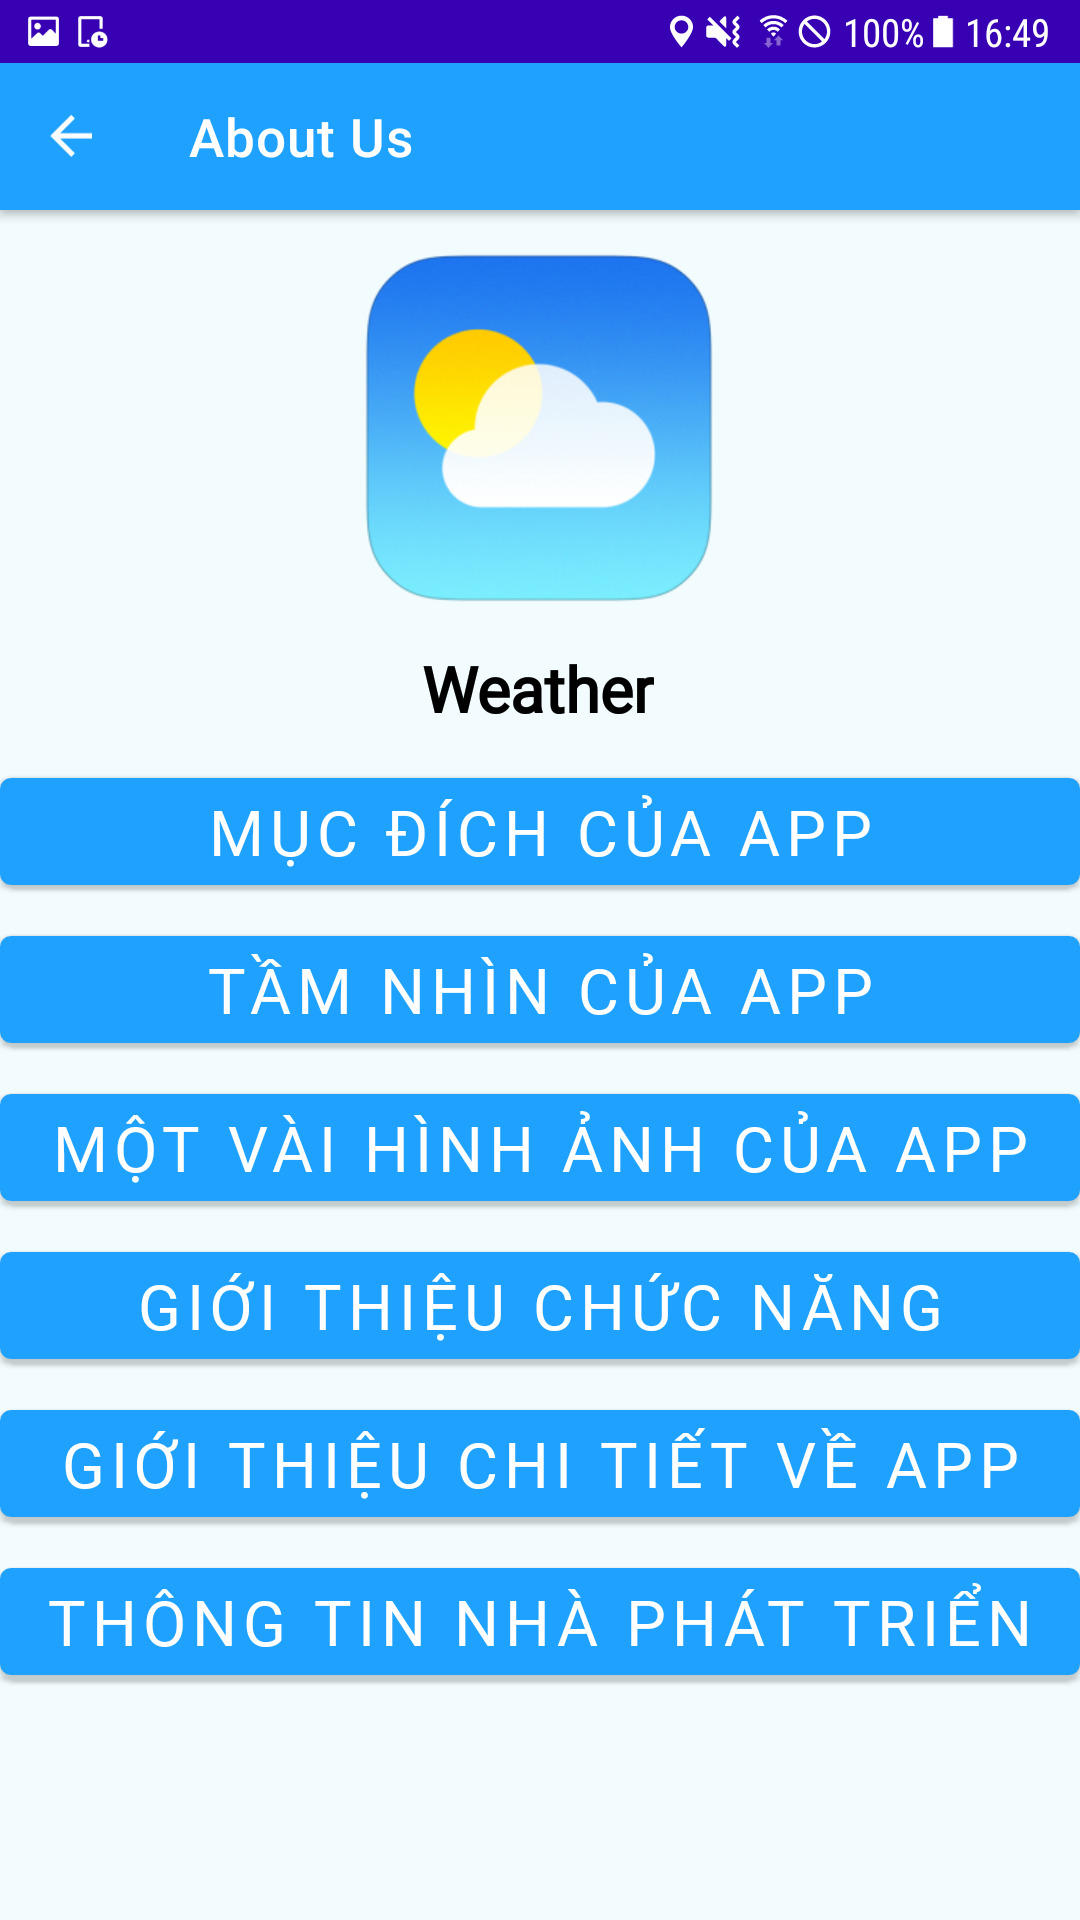 100% 16:49
About Us
Weather
MỤC ĐÍCH CỦA APP
TẦM NHÌN CỦA APP
MỘT VÀI HÌNH ẢNH CỦA APP
GIỚI THIỆU CHỨC NĂNG
GIỚI THIỆU CHI TIẾT VỀ APP
THÔNG TIN NHÀ PHÁT TRIỂN